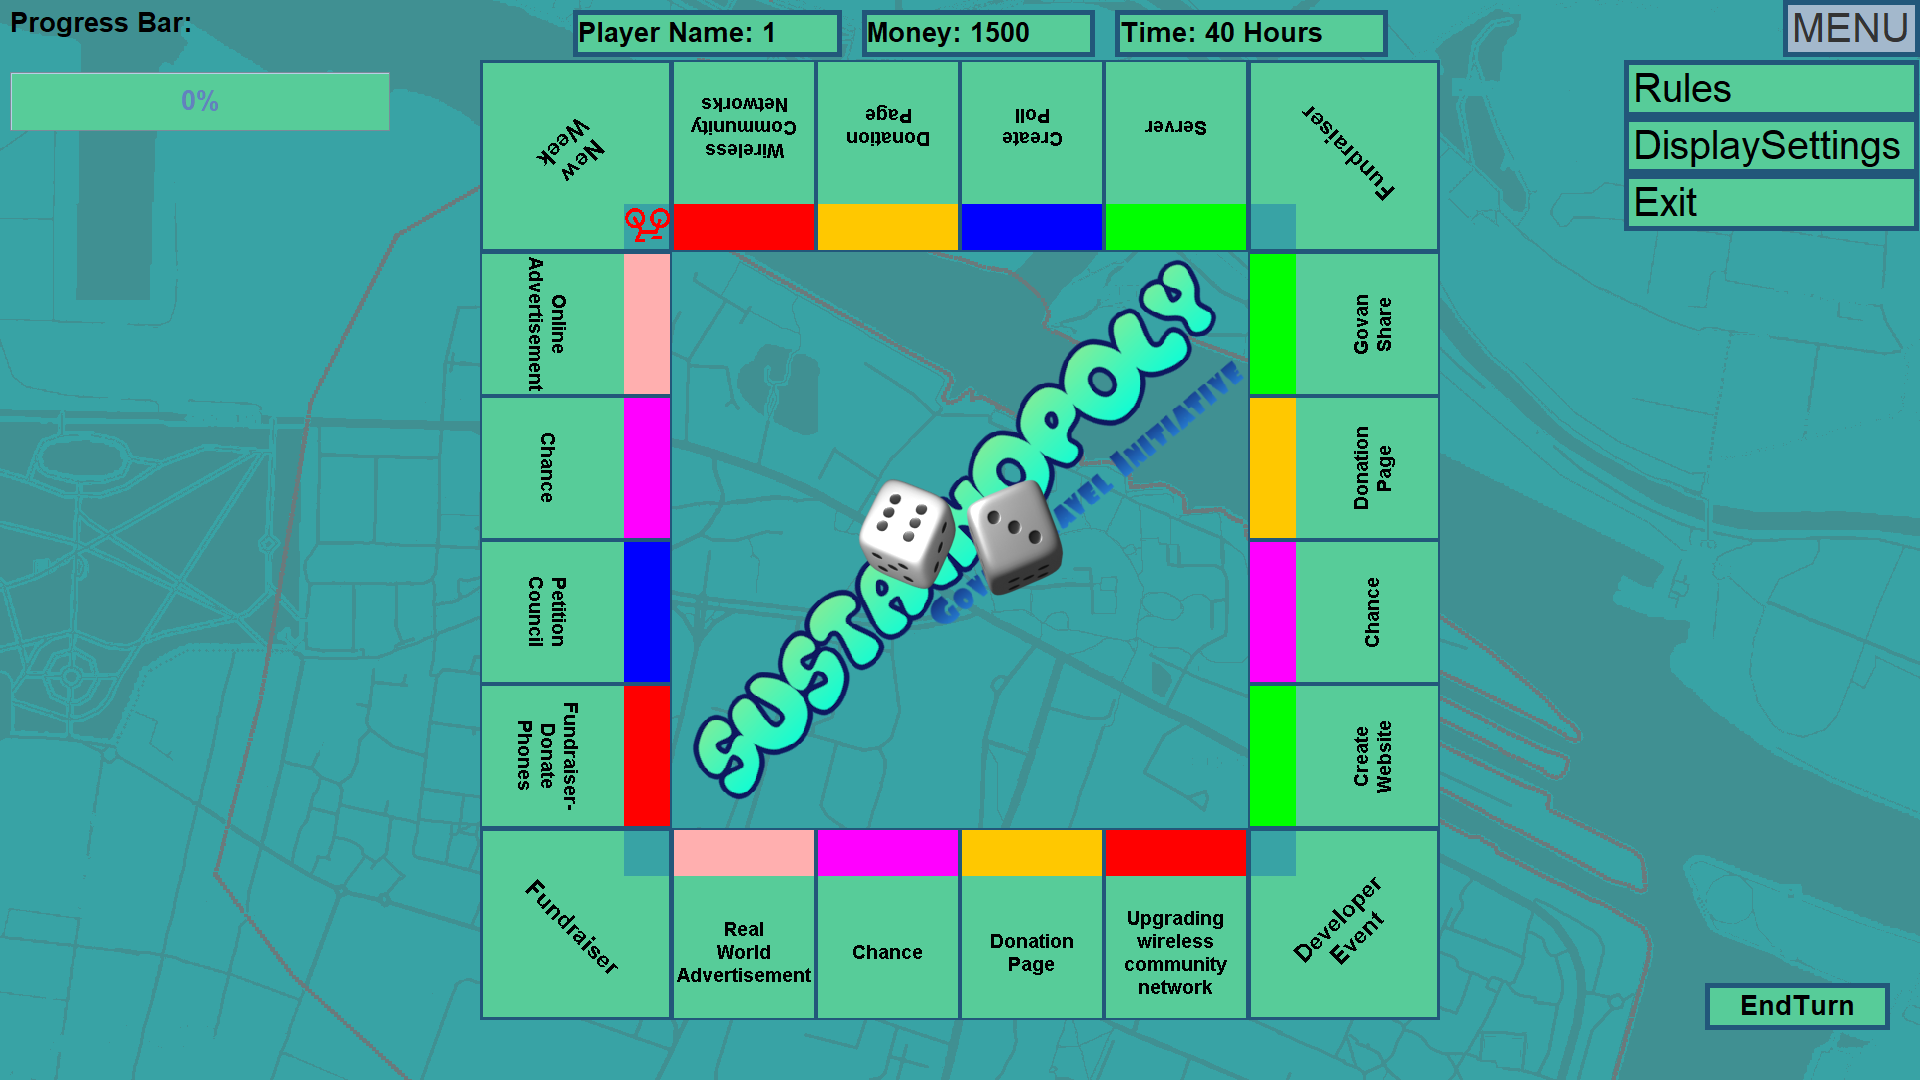 Progress Bar:
0%
Player Name: 1
Money: 1500
Time: 40 Hours
MENU
Rules
DisplaySettings
Exit
New
Week
Wireless
Community
Networks
Donation
Page
Create
Poll
Server
Fundraiser
Govan
Share
Donation
Page
Chance
Create
Website
Developer
Event
Upgrading
wireless
community
network
Donation
Page
Chance
Real
World
Advertisement
Fundraiser
Fundraiser-
Donate
Phones
Petition
Council
Chance
Online
Advertisement
INITIATIVE
EndTurn